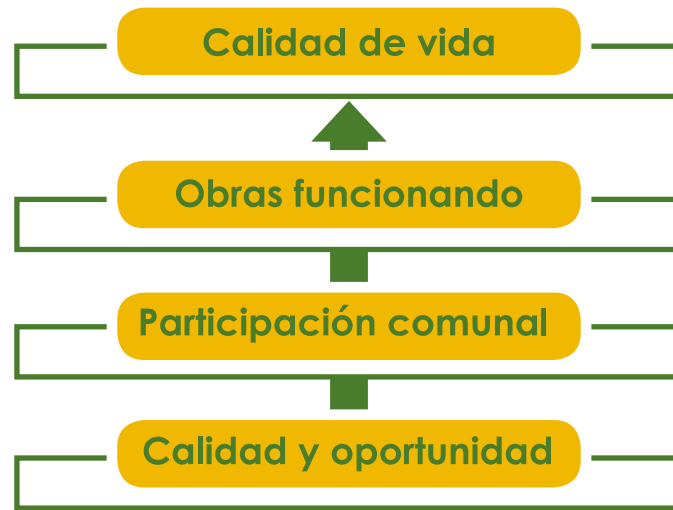 Calidad de vida
Obras funcionando
Participación comunal
Calidad y oportunidad